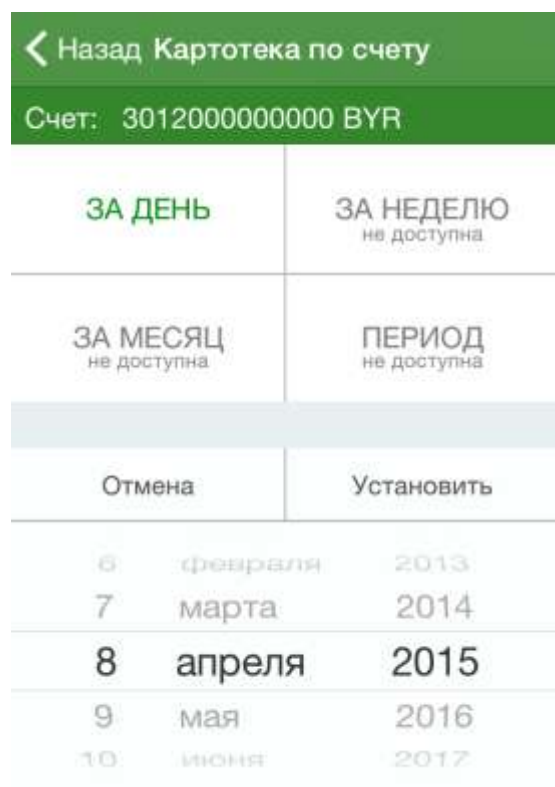 Назад Картотека по счету
Счет: 3012000000000 BYR
ЗА ДЕНЬ ЗА НЕДЕЛЮ
не доступна
ЗА МЕСЯЦ ПЕРИОД
не доступна не доступна
Отмена Установить
6 февраля 2013
7 марта 2014
8 апреля 2015
9 мая 2016
10 июня 2017